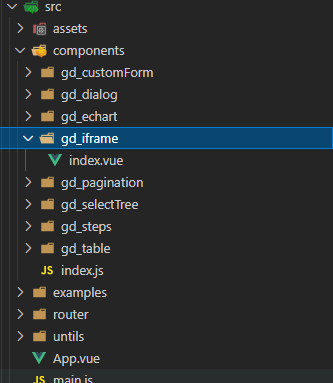 src
assets
components
gd_customForm
gd_dialog
gd_echart
gd_iframe
index.vue
gd_pagination
gd_selectTree
gd_steps
gd_table
JS index.js
examples
router
untils
App.vue
JS main.js